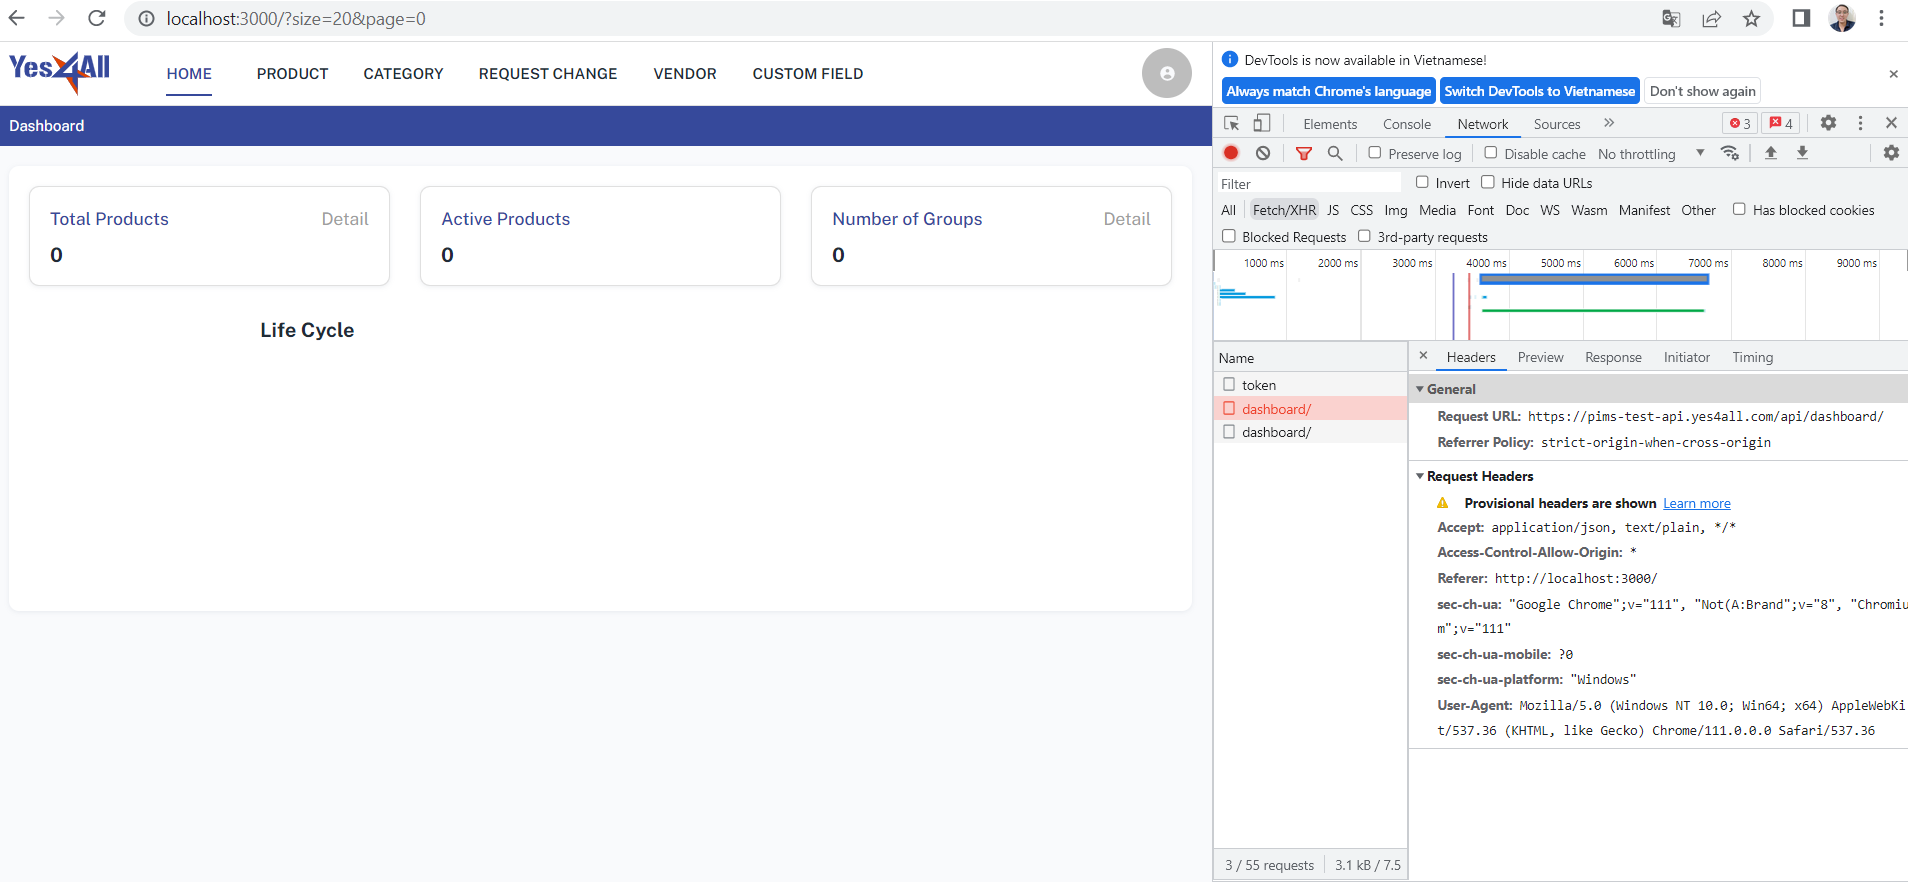 localhost:3000/?size=20&page=0
Yes4All
HOME PRODUCT CATEGORY REQUEST CHANGE VENDOR CUSTOM FIELD
Dashboard
Total Products Detail
0
Active Products
0
Number of Groups Detail
0
Life Cycle
DevTools is now available in Vietnamese!
Always match Chrome's language Switch DevTools to Vietnamese Don't show again
Elements Console Network Sources » 3 4
Preserve log Disable cache No throttling
Filter Invert Hide data URLs
All Fetch/XHR JS CSS Img Media Font Doc WS Wasm Manifest Other Has blocked cookies
Blocked Requests 3rd-party requests
1000 ms 2000 ms 3000 ms 4000 ms 5000 ms 6000 ms 7000 ms 8000 ms 9000 ms
Name
token
dashboard/
dashboard/
3 / 55 requests 3.1 kB / 7.5
Headers Preview Response Initiator Timing
General
Request URL: https://pims-test-api.yes4all.com/api/dashboard/
Referrer Policy: strict-origin-when-cross-origin
Request Headers
Provisional headers are shown Learn more
Accept: application/json, text/plain, */*
Access-Control-Allow-Origin: *
Referer: http://localhost:3000/
sec-ch-ua: "Google Chrome";v="111", "Not(A:Brand";v="8", "Chromiu
m";v="111"
sec-ch-ua-mobile: ?0
sec-ch-ua-platform: "Windows"
User-Agent: Mozilla/5.0 (Windows NT 10.0; Win64; x64) AppleWebKi
t/537.36 (KHTML, like Gecko) Chrome/111.0.0.0 Safari/537.36